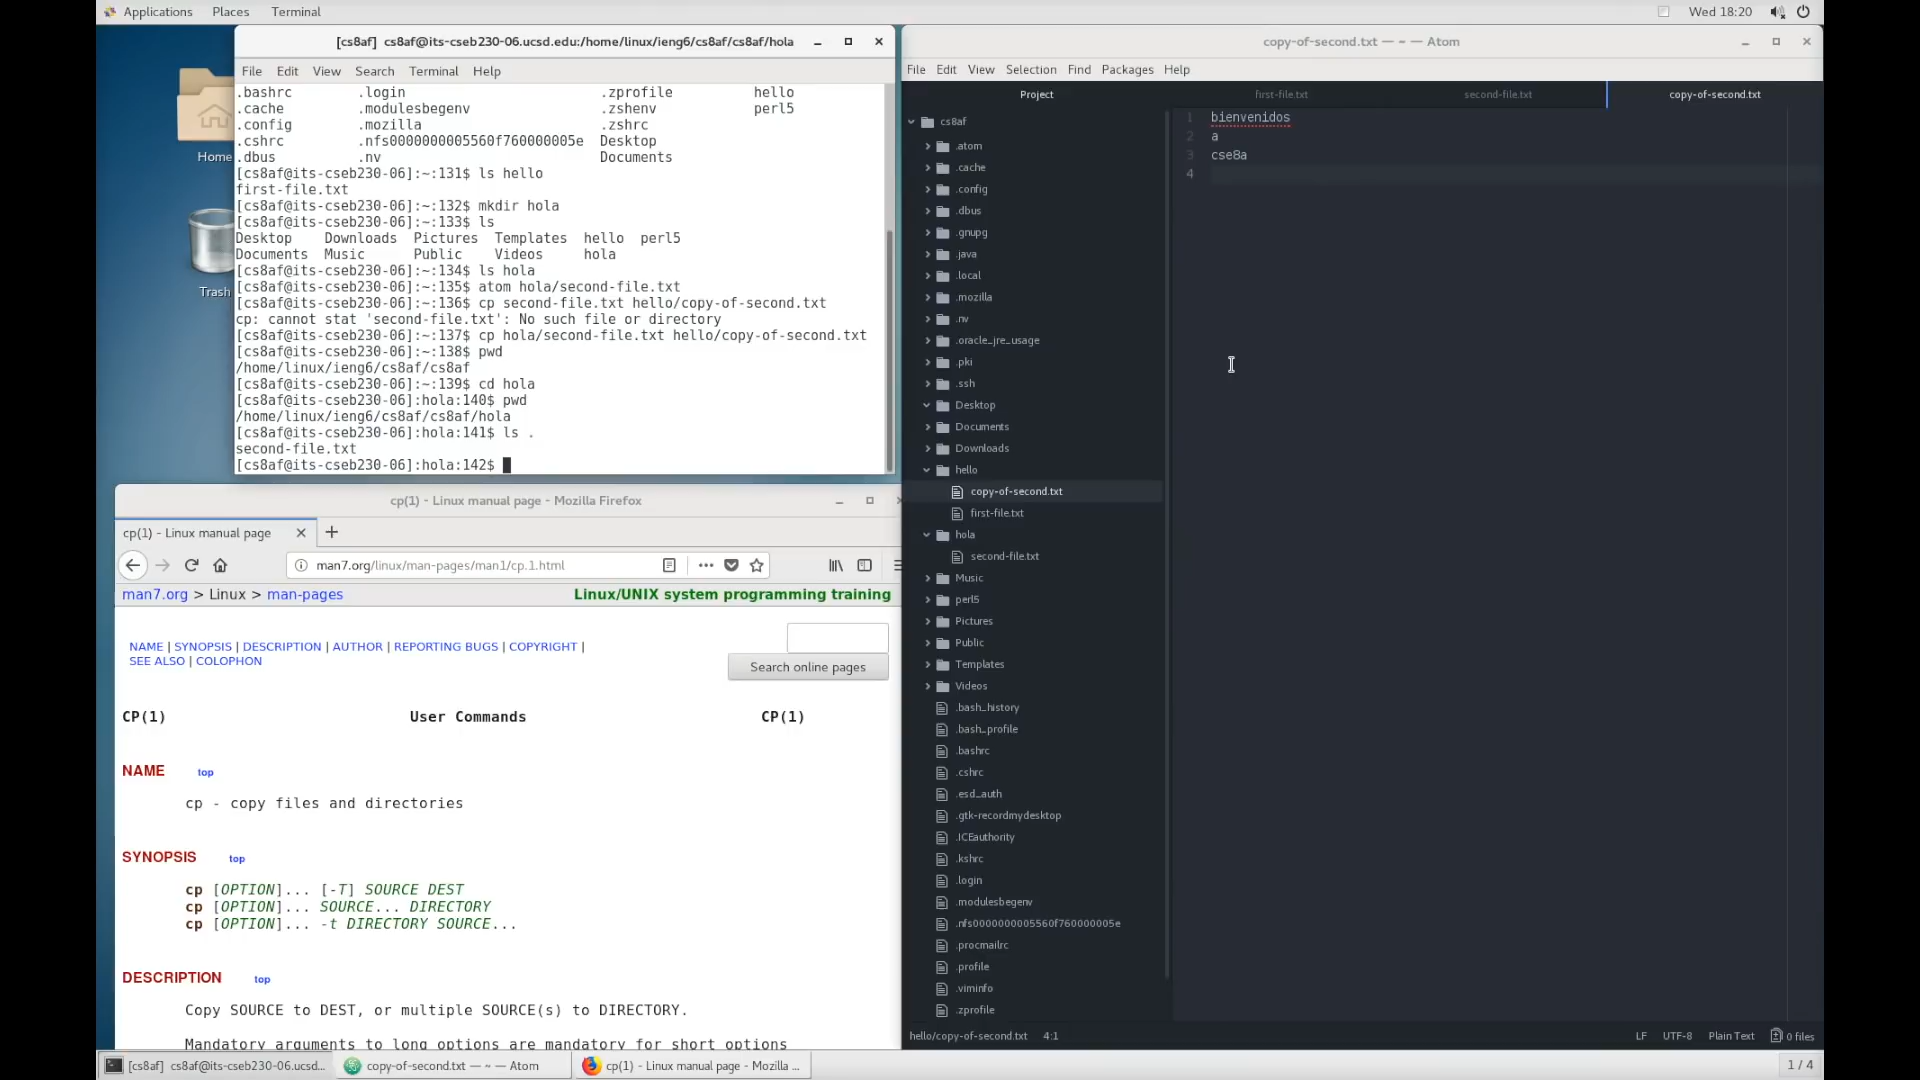 Applications Places Terminal
Wed 18:20
Home
Trash
[cs8af] cs8af@its-cseb230-06.ucsd.edu:/home/linux/ieng6/cs8af/cs8af/hola
File Edit View Search Terminal Help
.bashrc .login .zprofile hello
.cache .modulesbegenv .zshenv perl5
.config .mozilla .zshrc
.cshrc .nfs0000000005560f760000005e Desktop
.dbus .nv Documents
[cs8af@its-cseb230-06]:~:131$ ls hello
first-file.txt
[cs8af@its-cseb230-06]:~:132$ mkdir hola
[cs8af@its-cseb230-06]:~:133$ ls
Desktop Downloads Pictures Templates hello perl5
Documents Music Public Videos hola
[cs8af@its-cseb230-06]:~:134$ ls hola
[cs8af@its-cseb230-06]:~:135$ atom hola/second-file.txt
[cs8af@its-cseb230-06]:~:136$ cp second-file.txt hello/copy-of-second.txt
cp: cannot stat 'second-file.txt': No such file or directory
[cs8af@its-cseb230-06]:~:137$ cp hola/second-file.txt hello/copy-of-second.txt
[cs8af@its-cseb230-06]:~:138$ pwd
/home/linux/ieng6/cs8af/cs8af
[cs8af@its-cseb230-06]:~:139$ cd hola
[cs8af@its-cseb230-06]:hola:140$ pwd
/home/linux/ieng6/cs8af/cs8af/hola
[cs8af@its-cseb230-06]:hola:141$ ls .
second-file.txt
[cs8af@its-cseb230-06]:hola:142$
cp(1) - Linux manual page - Mozilla Firefox
cp(1) - Linux manual page
man7.org/linux/man-pages/man1/cp.1.html
man7.org > Linux > man-pages
Linux/UNIX system programming training
NAME | SYNOPSIS | DESCRIPTION | AUTHOR | REPORTING BUGS | COPYRIGHT |
SEE ALSO | COLOPHON
Search online pages
CP(1) User Commands CP(1)
NAME top
cp - copy files and directories
SYNOPSIS top
cp [OPTION]... [-T] SOURCE DEST
cp [OPTION]... SOURCE... DIRECTORY
cp [OPTION]... -t DIRECTORY SOURCE...
DESCRIPTION top
Copy SOURCE to DEST, or multiple SOURCE(s) to DIRECTORY.
Mandatory arguments to long options are mandatory for short options
copy-of-second.txt — ~ — Atom
File Edit View Selection Find Packages Help
Project
first-file.txt
second-file.txt
copy-of-second.txt
cs8af
.atom
.cache
.config
.dbus
.gnupg
.java
.local
.mozilla
.nv
.oracle_jre_usage
.pki
.ssh
Desktop
Documents
Downloads
hello
copy-of-second.txt
first-file.txt
hola
second-file.txt
Music
perl5
Pictures
Public
Templates
Videos
.bash_history
.bash_profile
.bashrc
.cshrc
.esd_auth
.gtk-recordmydesktop
.ICEauthority
.kshrc
.login
.modulesbegenv
.nfs0000000005560f760000005e
.procmailrc
.profile
.viminfo
.zprofile
1 bienvenidos
2 a
3 cse8a
4
hello/copy-of-second.txt 4:1
LF UTF-8 Plain Text 0 files
[cs8af] cs8af@its-cseb230-06.ucsd...
copy-of-second.txt — ~ — Atom
cp(1) - Linux manual page - Mozilla ...
1 / 4